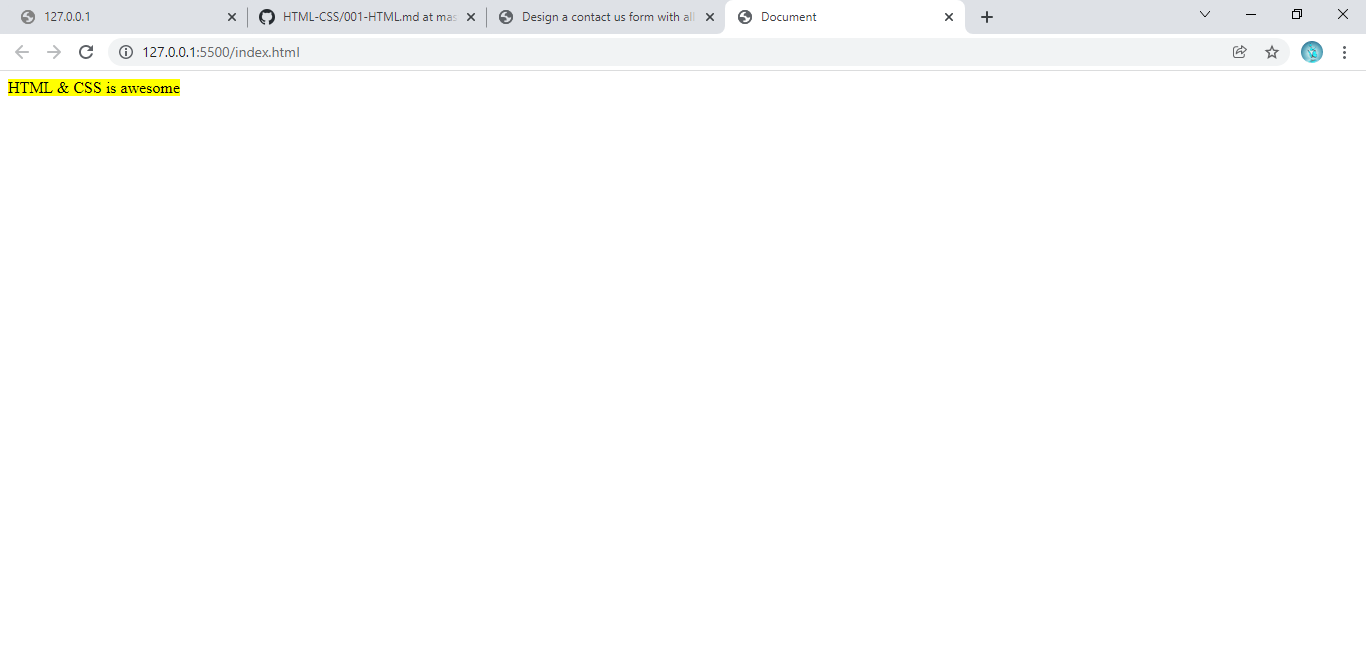 127.0.0.1
HTML-CSS/001-HTML.md at mas
Design a contact us form with all
Document
127.0.0.1:5500/index.html
HTML & CSS is awesome